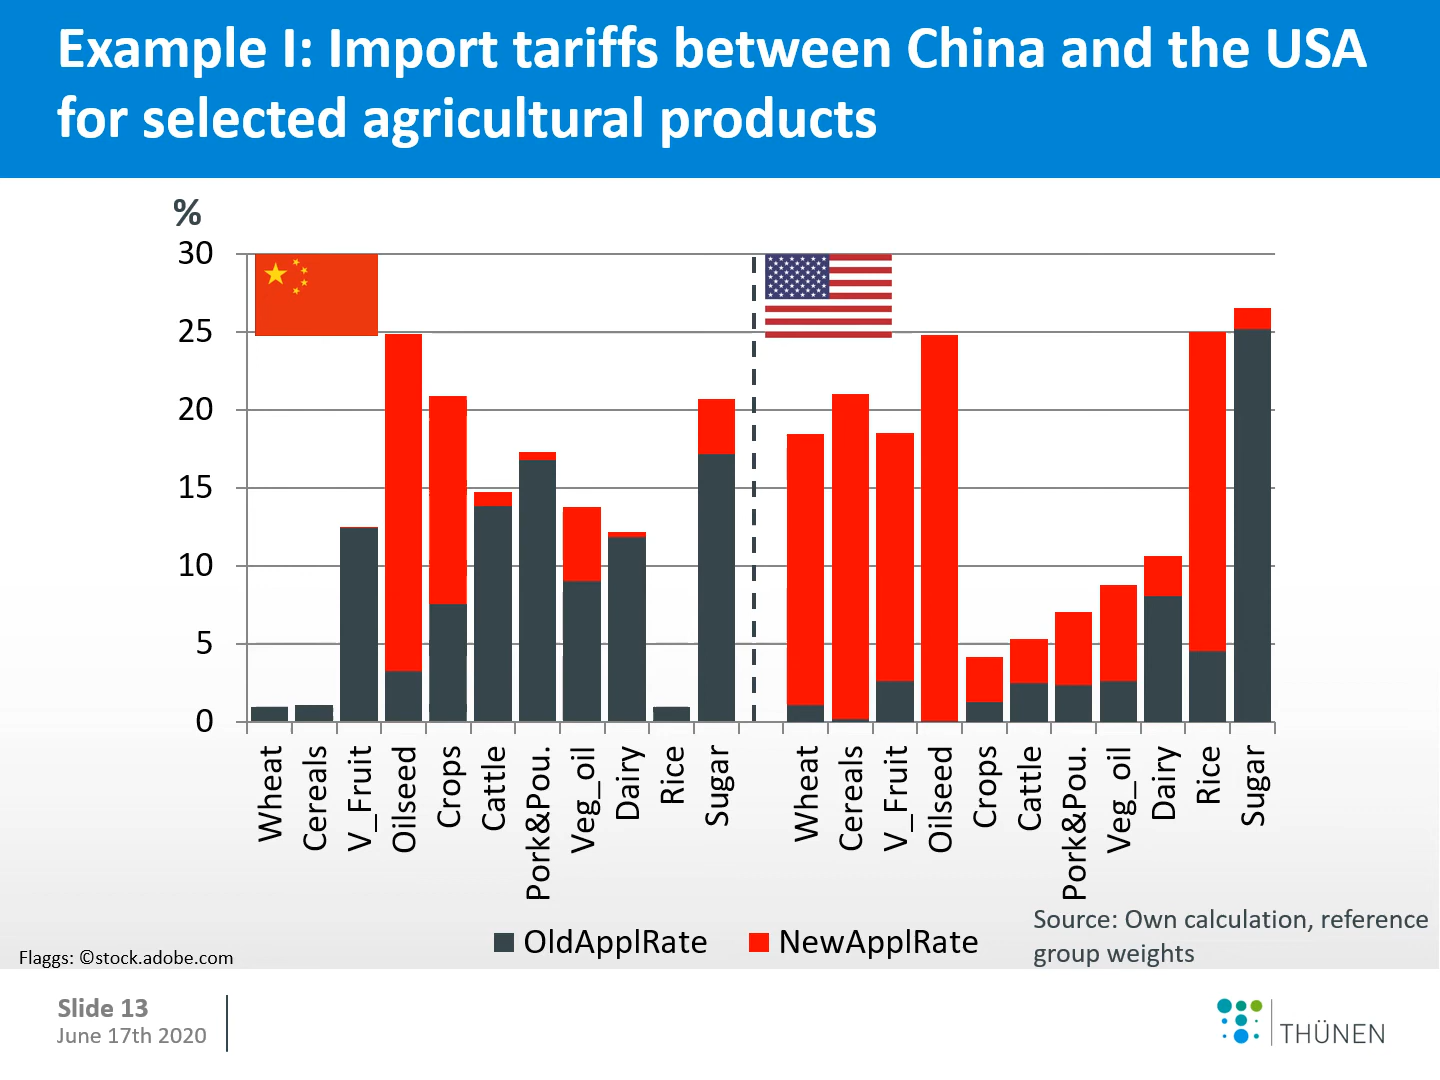 Example I: Import tariffs between China and the USA
for selected agricultural products
%
30
25
20
15
10
5
0
Wheat
Cereals
V_Fruit
Oilseed
Crops
Cattle
Pork&Pou.
Veg_oil
Dairy
Rice
Sugar
Wheat
Cereals
V_Fruit
Oilseed
Crops
Cattle
Pork&Pou.
Veg_oil
Dairy
Rice
Sugar
OldApplRate
NewApplRate
Source: Own calculation, reference
group weights
Flaggs: ©stock.adobe.com
Slide 13
June 17th 2020
THÜNEN